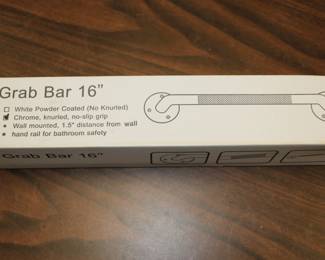 Grab Bar 16”
☐ White Powder Coated (No Knurled)
☑ Chrome, knurled, no-slip grip
• Wall mounted, 1.5" distance from wall
• hand rail for bathroom safety
Grab Bar 16"